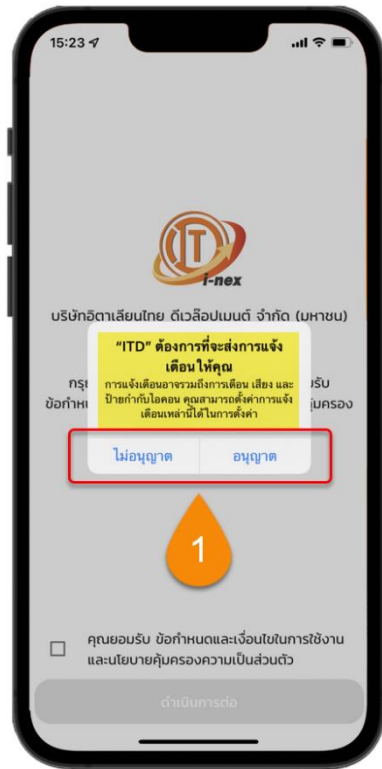 15:23
IT
i-nex
บริษัทอิตาเลียนไทย ดีเวล๊อปเมนต์ จำกัด (มหาชน)
"ITD" ต้องการที่จะส่งการแจ้ง
เตือนให้คุณ
การแจ้งเตือนอาจรวมถึงการเตือน เสียง และ
ป้ายกำกับไอคอน คุณสามารถตั้งค่าการแจ้ง
เตือนเหล่านี้ได้ในการตั้งค่า
ไม่อนุญาต อนุญาต
1
คุณยอมรับ ข้อกำหนดและเงื่อนไขในการใช้งาน
และนโยบายคุ้มครองความเป็นส่วนตัว
ดำเนินการต่อ